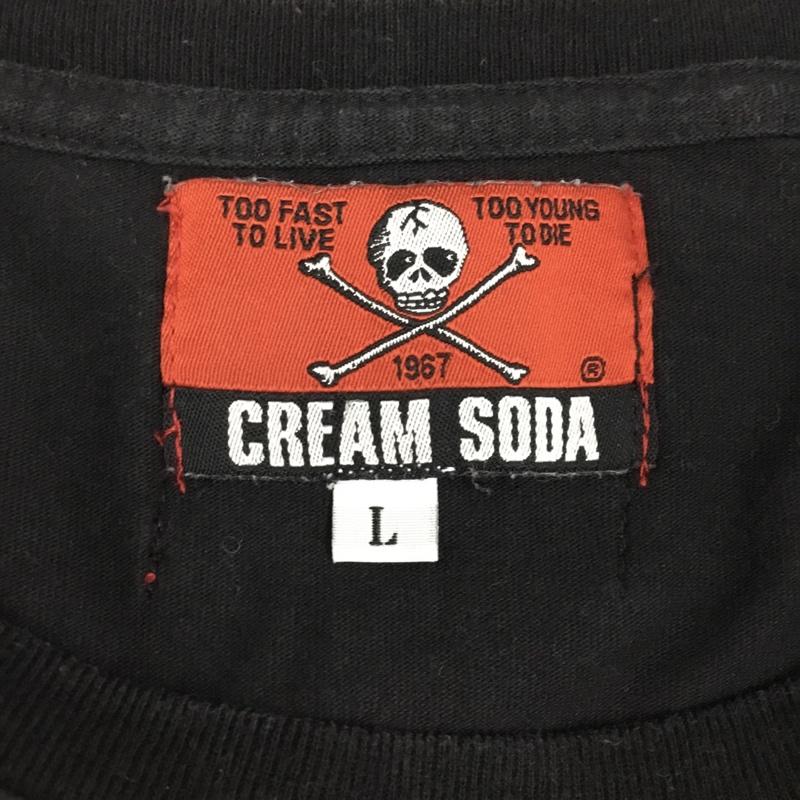 TOO FAST
TO LIVE
TOO YOUNG
TO DIE
1967
®
CREAM SODA
L